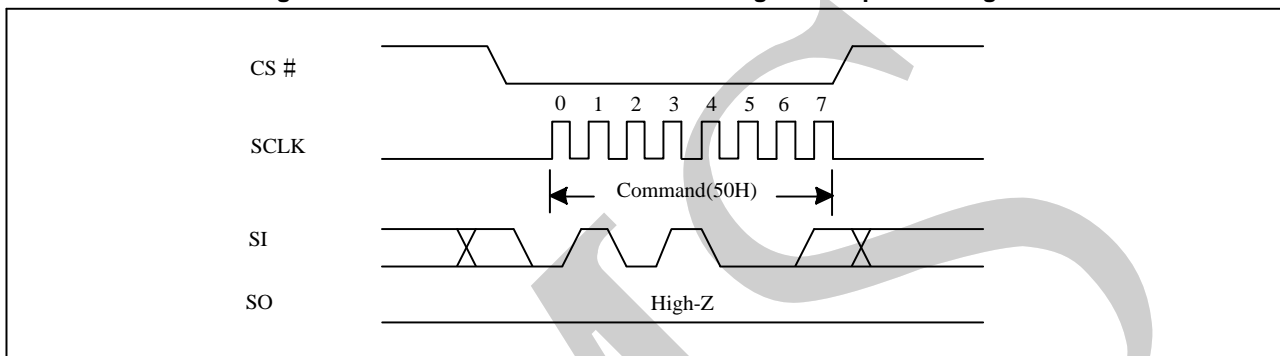 CS #
0 1 2 3 4 5 6 7
SCLK
Command(50H)
SI
High-Z
SO